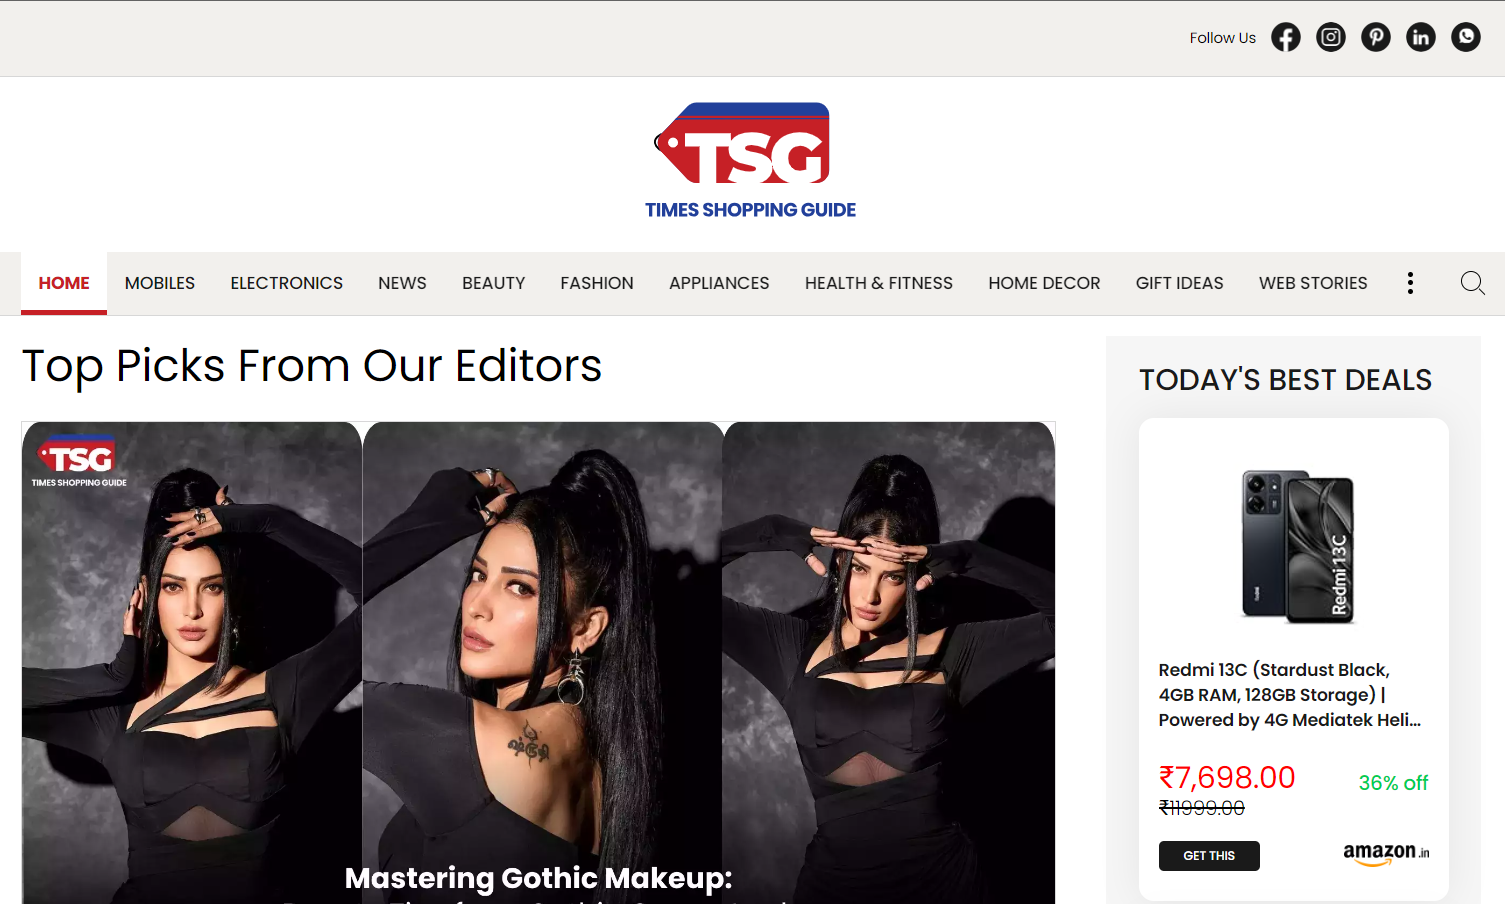 Follow Us
TSG
TIMES SHOPPING GUIDE
HOME MOBILES ELECTRONICS NEWS BEAUTY FASHION APPLIANCES HEALTH & FITNESS HOME DECOR GIFT IDEAS WEB STORIES
Top Picks From Our Editors
TSG
TIMES SHOPPING GUIDE
Mastering Gothic Makeup:
TODAY'S BEST DEALS
Redmi 13C
Redmi 13C (Stardust Black,
4GB RAM, 128GB Storage) |
Powered by 4G Mediatek Heli...
₹7,698.00
36% off
₹11999.00
GET THIS
amazon.in